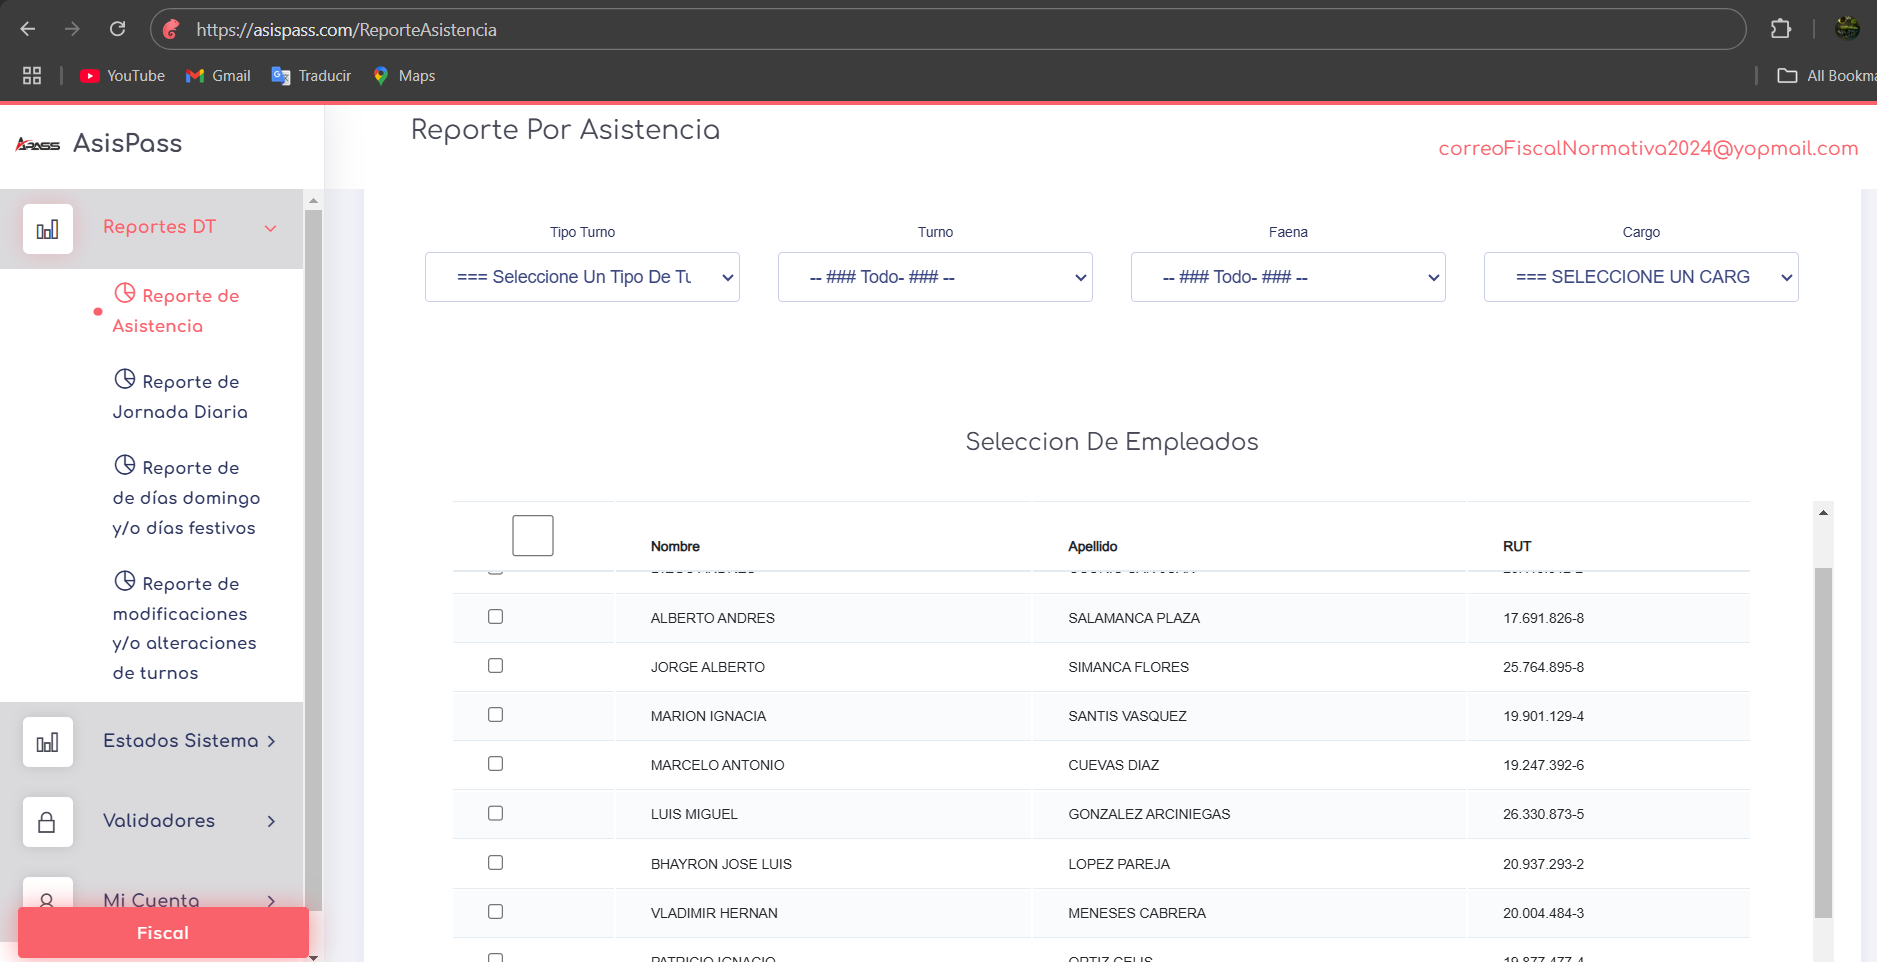 https://asispass.com/ReporteAsistencia
YouTube
Gmail
Traducir
Maps
All Bookma
APASS
AsisPass
Reporte Por Asistencia
correoFiscalNormativa2024@yopmail.com
Reportes DT
Reporte de
Asistencia
Reporte de
Jornada Diaria
Reporte de
de días domingo
y/o días festivos
Reporte de
modificaciones
y/o alteraciones
de turnos
Estados Sistema
Validadores
Mi Cuenta
Fiscal
Tipo Turno
Turno
Faena
Cargo
=== Seleccione Un Tipo De Tu
-- ### Todo- ### --
-- ### Todo- ### --
=== SELECCIONE UN CARG
Seleccion De Empleados
Nombre Apellido RUT
ALBERTO ANDRES SALAMANCA PLAZA 17.691.826-8
JORGE ALBERTO SIMANCA FLORES 25.764.895-8
MARION IGNACIA SANTIS VASQUEZ 19.901.129-4
MARCELO ANTONIO CUEVAS DIAZ 19.247.392-6
LUIS MIGUEL GONZALEZ ARCINIEGAS 26.330.873-5
BHAYRON JOSE LUIS LOPEZ PAREJA 20.937.293-2
VLADIMIR HERNAN MENESES CABRERA 20.004.484-3
PATRICIO IGNACIO ORTIZ CELIS 19.877.477-4